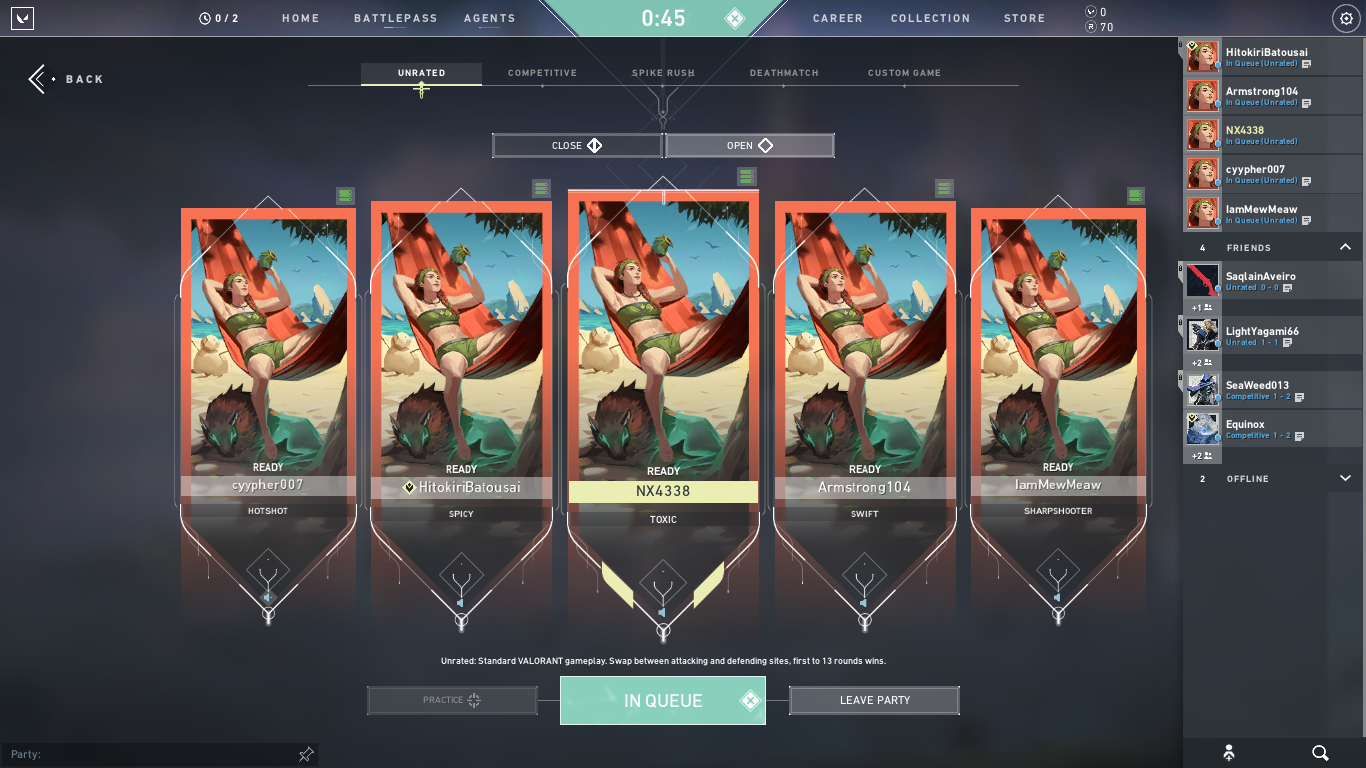 0 / 2
HOME
BATTLEPASS
AGENTS
0:45
CAREER
COLLECTION
STORE
0
70
BACK
UNRATED
COMPETITIVE
SPIKE RUSH
DEATHMATCH
CUSTOM GAME
CLOSE
OPEN
READY
cyypher007
HOTSHOT
READY
HitokiriBatousai
SPICY
READY
NX4338
TOXIC
READY
Armstrong104
SWIFT
READY
IamMewMeaw
SHARPSHOOTER
Unrated: Standard VALORANT gameplay. Swap between attacking and defending sites, first to 13 rounds wins.
PRACTICE
IN QUEUE
LEAVE PARTY
Party:
HitokiriBatousai
In Queue (Unrated)
Armstrong104
In Queue (Unrated)
NX4338
In Queue (Unrated)
cyypher007
In Queue (Unrated)
IamMewMeaw
In Queue (Unrated)
4 FRIENDS
SaqlainAveiro
Unrated 0 - 0
+1
LightYagami66
Unrated 1 - 1
+2
SeaWeed013
Competitive 1 - 2
Equinox
Competitive 1 - 2
+2
2 OFFLINE